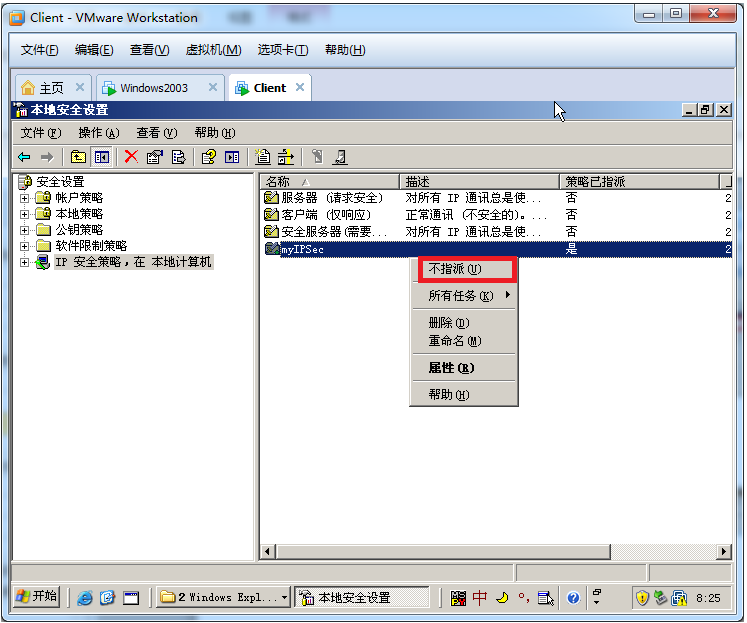 Client - VMware Workstation
文件(F) 编辑(E) 查看(V) 虚拟机(M) 选项卡(T) 帮助(H)
主页 Windows2003 Client
本地安全设置
文件(F) 操作(A) 查看(V) 帮助(H)
安全设置
帐户策略
本地策略
公钥策略
软件限制策略
IP 安全策略，在 本地计算机
名称 描述 策略已指派
服务器 (请求安全) 对所有 IP 通讯总是使... 否 2
客户端 (仅响应) 正常通讯 (不安全的)。... 否 2
安全服务器(需要... 对所有 IP 通讯总是使... 否 2
myIPSec 是 2
不指派(U)
所有任务(K)
删除(D)
重命名(M)
属性(R)
帮助(H)
开始 2 Windows Expl... 本地安全设置 中 8:25